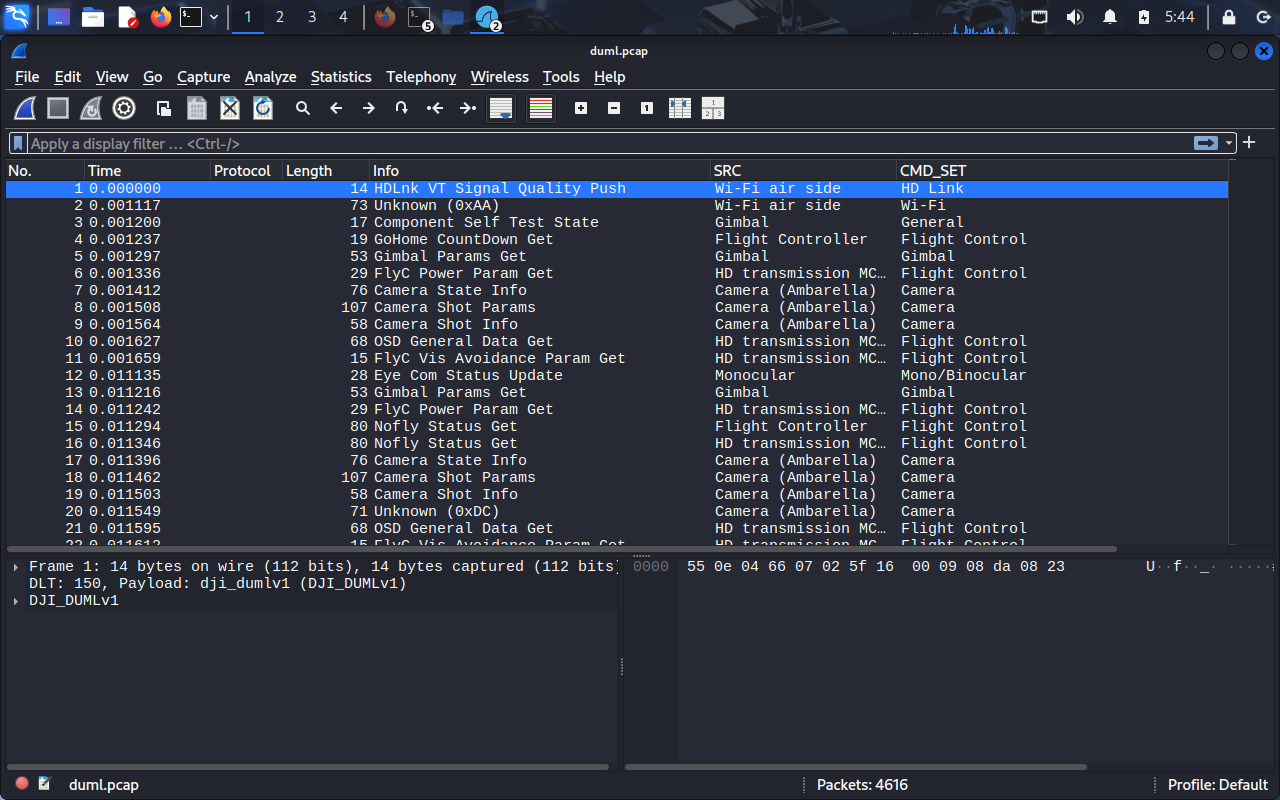 1 2 3 4 5 2 5:44
duml.pcap
File Edit View Go Capture Analyze Statistics Telephony Wireless Tools Help
Apply a display filter … <Ctrl-/>
No. Time Protocol Length Info SRC CMD_SET
1 0.000000 14 HDLnk VT Signal Quality Push Wi-Fi air side HD Link
2 0.001117 73 Unknown (0xAA) Wi-Fi air side Wi-Fi
3 0.001200 17 Component Self Test State Gimbal General
4 0.001237 19 GoHome CountDown Get Flight Controller Flight Control
5 0.001297 53 Gimbal Params Get Gimbal Gimbal
6 0.001336 29 FlyC Power Param Get HD transmission MC… Flight Control
7 0.001412 76 Camera State Info Camera (Ambarella) Camera
8 0.001508 107 Camera Shot Params Camera (Ambarella) Camera
9 0.001564 58 Camera Shot Info Camera (Ambarella) Camera
10 0.001627 68 OSD General Data Get HD transmission MC… Flight Control
11 0.001659 15 FlyC Vis Avoidance Param Get HD transmission MC… Flight Control
12 0.011135 28 Eye Com Status Update Monocular Mono/Binocular
13 0.011216 53 Gimbal Params Get Gimbal Gimbal
14 0.011242 29 FlyC Power Param Get HD transmission MC… Flight Control
15 0.011294 80 Nofly Status Get Flight Controller Flight Control
16 0.011346 80 Nofly Status Get HD transmission MC… Flight Control
17 0.011396 76 Camera State Info Camera (Ambarella) Camera
18 0.011462 107 Camera Shot Params Camera (Ambarella) Camera
19 0.011503 58 Camera Shot Info Camera (Ambarella) Camera
20 0.011549 71 Unknown (0xDC) Camera (Ambarella) Camera
21 0.011595 68 OSD General Data Get HD transmission MC… Flight Control
22 0.011612 15 FlyC Vis Avoidance Param Get HD transmission MC… Flight Control
Frame 1: 14 bytes on wire (112 bits), 14 bytes captured (112 bits)
DLT: 150, Payload: dji_dumlv1 (DJI_DUMLv1)
DJI_DUMLv1
0000 55 0e 04 66 07 02 5f 16 00 09 08 da 08 23 U··f··_· ·····#
duml.pcap Packets: 4616 Profile: Default